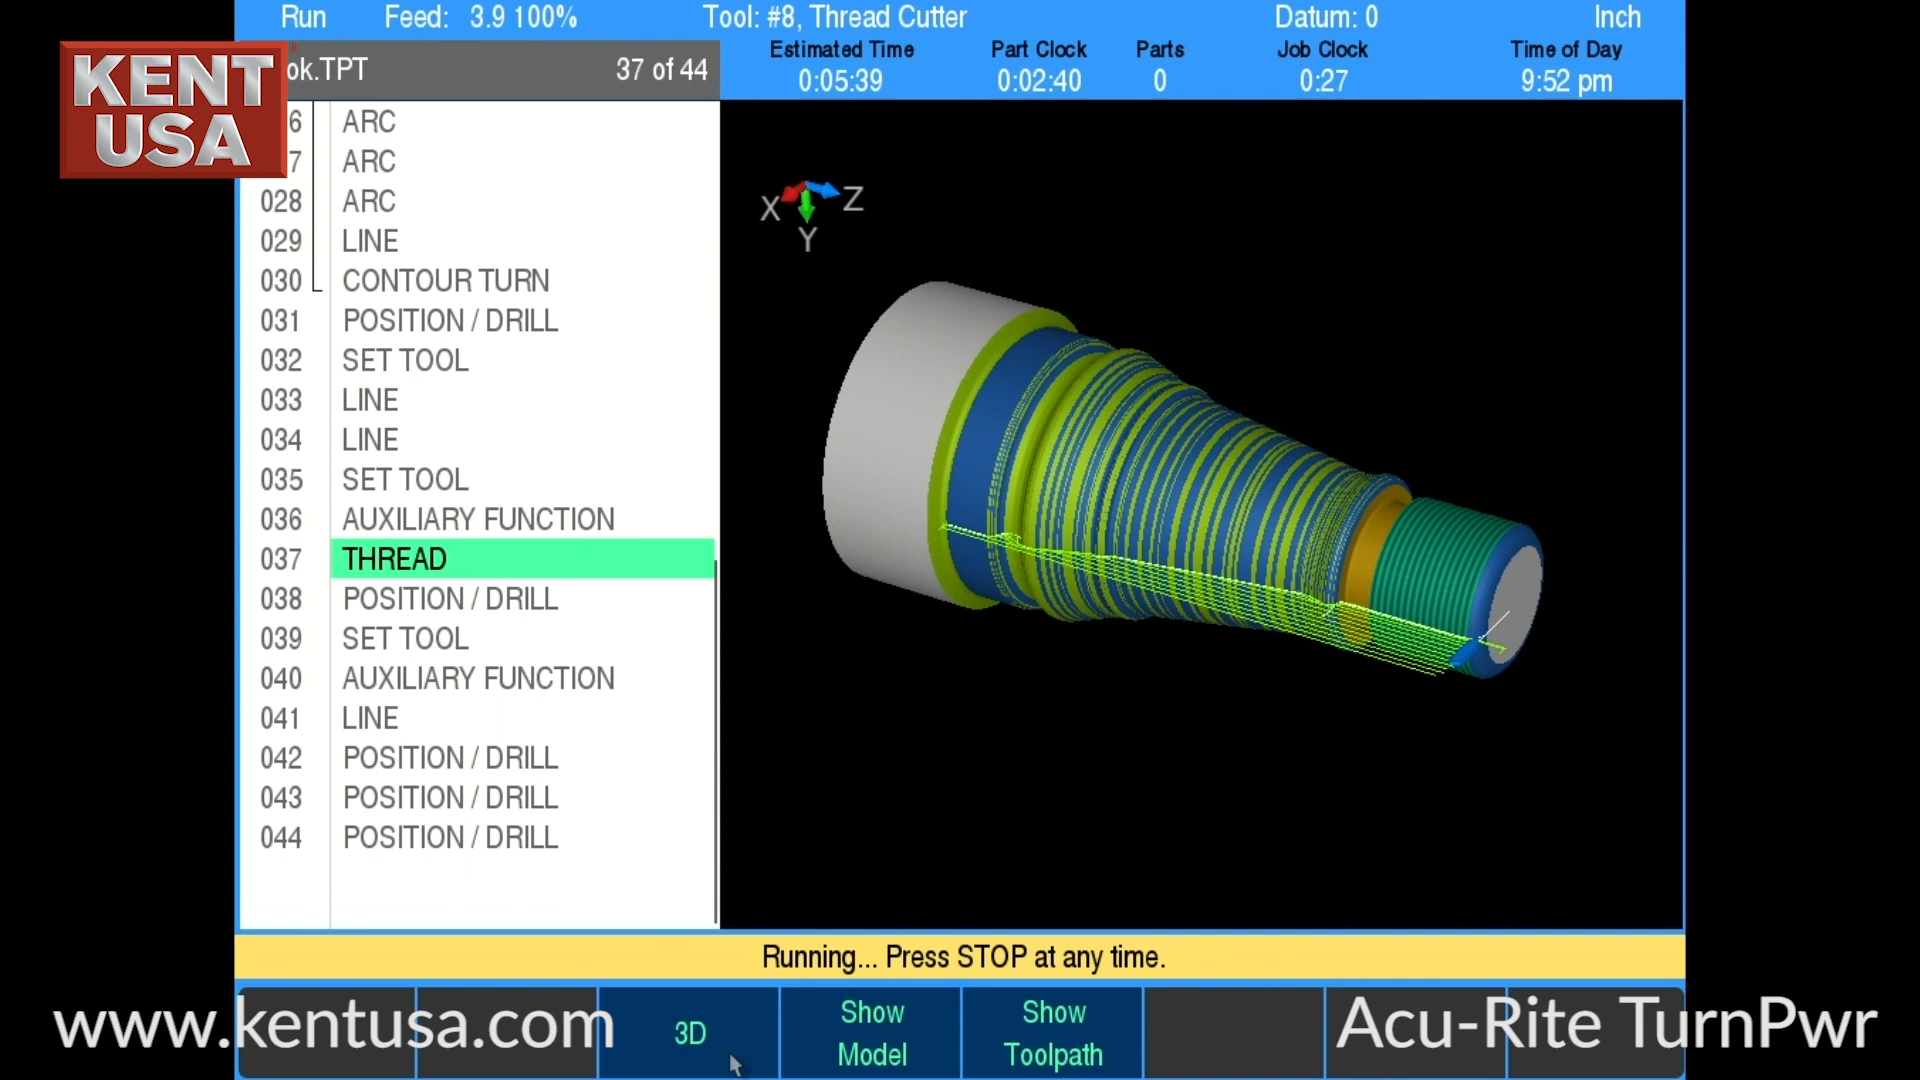 Run Feed: 3.9 100% Tool: #8, Thread Cutter Datum: 0 Inch
KENT
USA
ok.TPT 37 of 44
Estimated Time Part Clock Parts Job Clock Time of Day
0:05:39 0:02:40 0 0:27 9:52 pm
6 ARC
7 ARC
028 ARC
029 LINE
030 CONTOUR TURN
031 POSITION / DRILL
032 SET TOOL
033 LINE
034 LINE
035 SET TOOL
036 AUXILIARY FUNCTION
037 THREAD
038 POSITION / DRILL
039 SET TOOL
040 AUXILIARY FUNCTION
041 LINE
042 POSITION / DRILL
043 POSITION / DRILL
044 POSITION / DRILL
X Z
Y
Running... Press STOP at any time.
www.kentusa.com
3D
Show
Model
Show
Toolpath
Acu-Rite TurnPwr